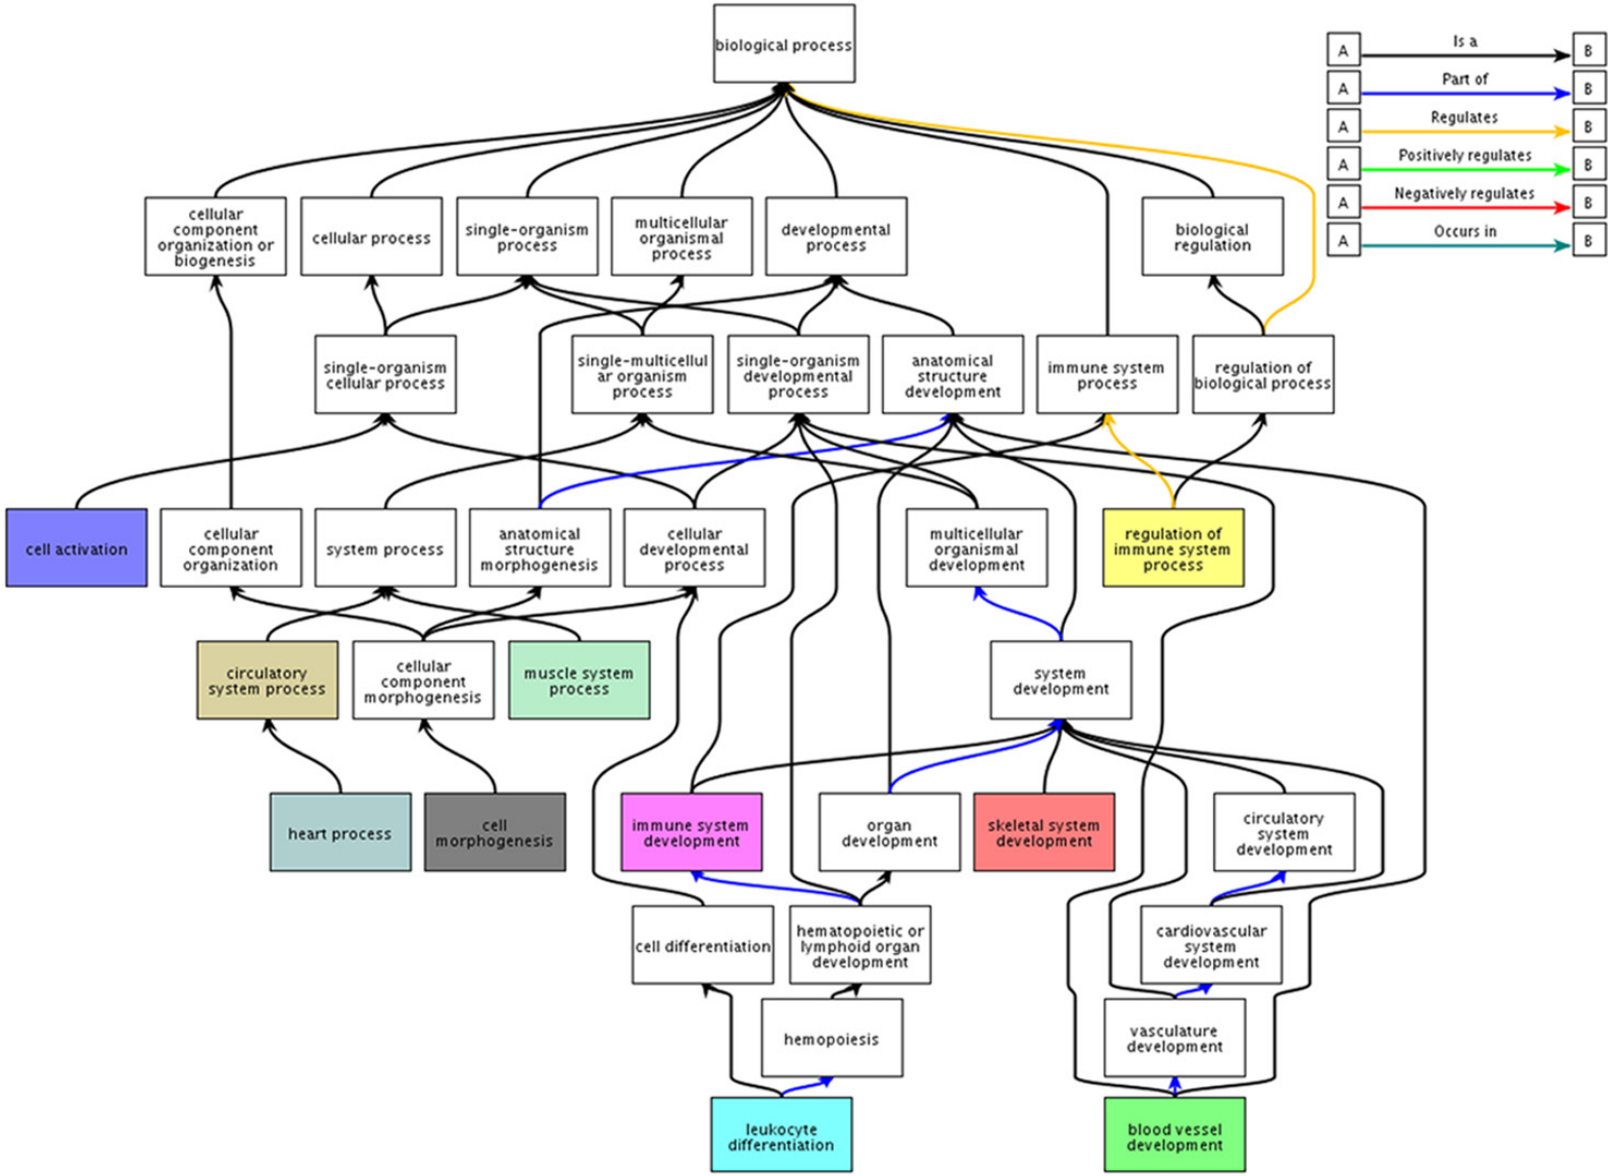 biological process
A
Is a
B
A
Part of
B
A
Regulates
B
A
Positively regulates
B
A
Negatively regulates
B
A
Occurs in
B
cellular
component
organization or
biogenesis
cellular process
single-organism
process
multicellular
organismal
process
developmental
process
biological
regulation
single-organism
cellular process
single-multicellul
ar organism
process
single-organism
developmental
process
anatomical
structure
development
immune system
process
regulation of
biological process
cell activation
cellular
component
organization
system process
anatomical
structure
morphogenesis
cellular
developmental
process
multicellular
organismal
development
regulation of
immune system
process
circulatory
system process
cellular
component
morphogenesis
muscle system
process
system
development
heart process
cell
morphogenesis
immune system
development
organ
development
skeletal system
development
circulatory
system
development
cell differentiation
hematopoietic or
lymphoid organ
development
cardiovascular
system
development
hemopoiesis
vasculature
development
leukocyte
differentiation
blood vessel
development